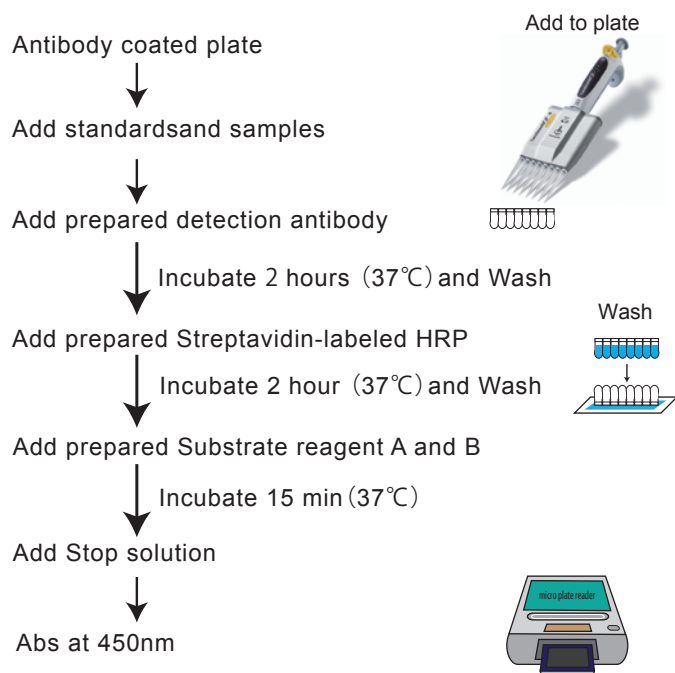 Add to plate
Antibody coated plate
Add standardsand samples
Add prepared detection antibody
Incubate 2 hours (37℃) and Wash
Wash
Add prepared Streptavidin-labeled HRP
Incubate 2 hour (37℃) and Wash
Add prepared Substrate reagent A and B
Incubate 15 min (37℃)
Add Stop solution
micro plate reader
Abs at 450nm